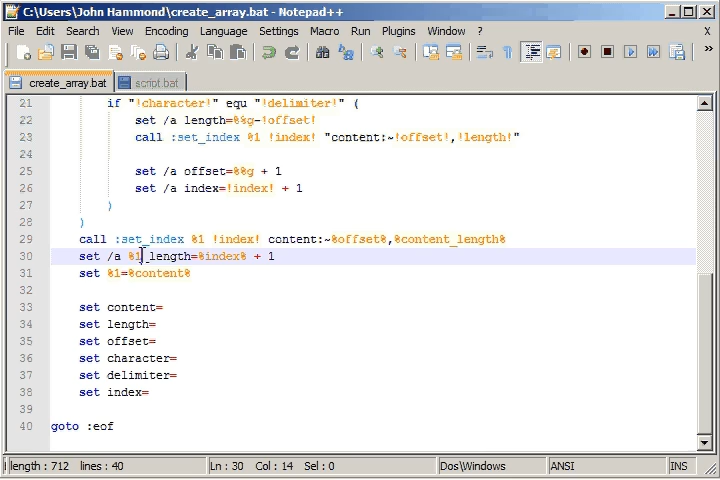 C:\Users\John Hammond\create_array.bat - Notepad++
File Edit Search View Encoding Language Settings Macro Run Plugins Window ? X
create_array.bat script.bat
21 if "!character!" equ "!delimiter!" (
22 set /a length=%%g-!offset!
23 call :set_index %1 !index! "content:~!offset!,!length!"
24
25 set /a offset=%%g + 1
26 set /a index=!index! + 1
27 )
28 )
29 call :set_index %1 !index! content:~%offset%,%content_length%
30 set /a %1_length=%index% + 1
31 set %1=%content%
32
33 set content=
34 set length=
35 set offset=
36 set character=
37 set delimiter=
38 set index=
39
40 goto :eof
length : 712 lines : 40 Ln : 30 Col : 14 Sel : 0 Dos\Windows ANSI INS